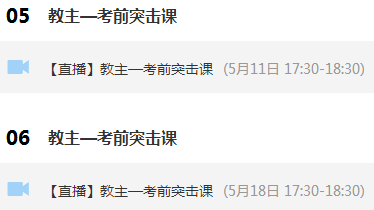 05 教主—考前突击课
【直播】教主—考前突击课 (5月11日 17:30-18:30)
06 教主—考前突击课
【直播】教主—考前突击课 (5月18日 17:30-18:30)